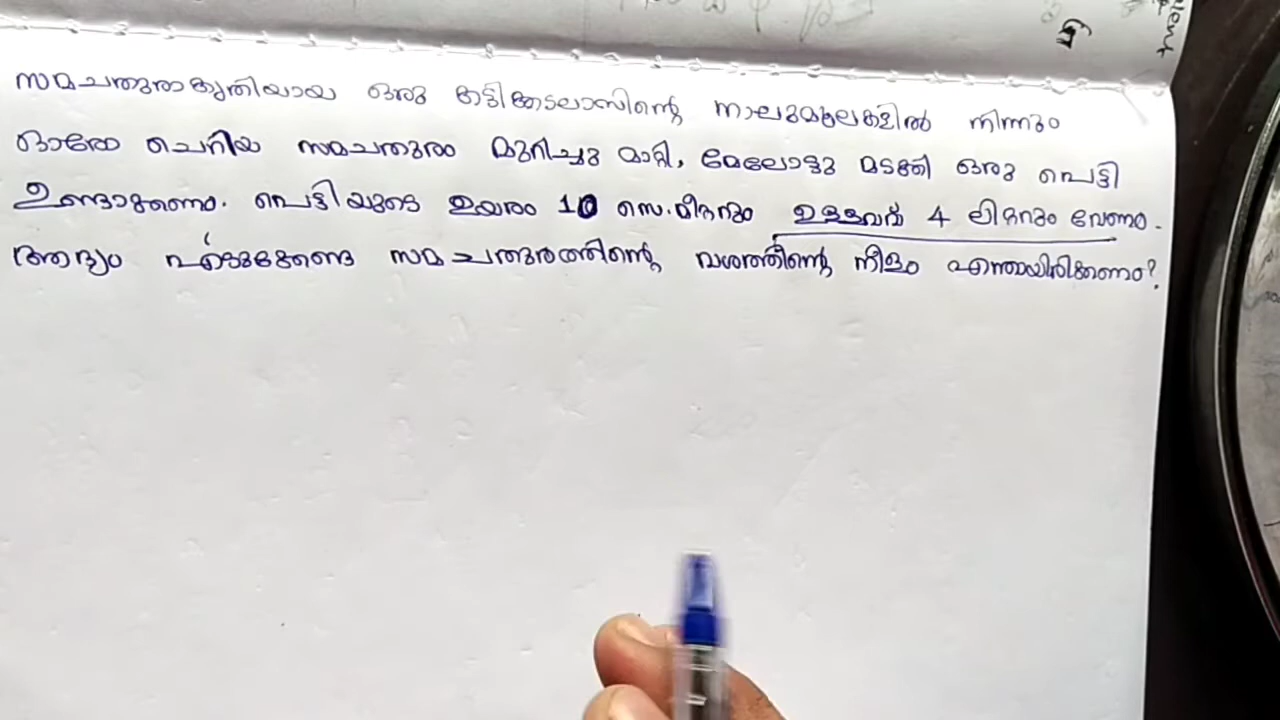 സമചതുരാകൃതിയായ ഒരു കട്ടിക്കടലാസിന്റെ നാലുമൂലകളിൽ നിന്നും
ഓരോ ചെറിയ സമചതുരം മുറിച്ചു മാറ്റി, മേലോട്ടു മടക്കി ഒരു പെട്ടി
ഉണ്ടാക്കണം. പെട്ടിയുടെ ഉയരം 10 സെ.മീറ്ററും ഉള്ളളവ് 4 ലിറ്ററും വേണം.
ആദ്യം എടുക്കേണ്ട സമചതുരത്തിന്റെ വശത്തിന്റെ നീളം എന്തായിരിക്കണം?